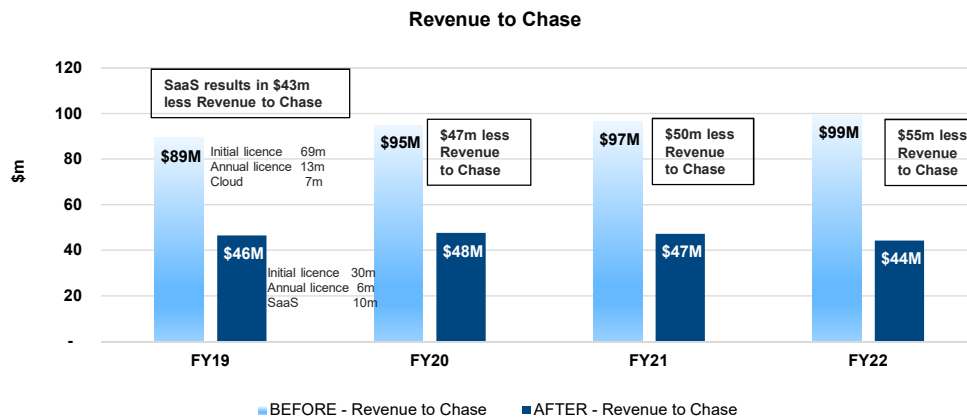 Revenue to Chase
$m
120
100
80
60
40
20
-
SaaS results in $43m
less Revenue to Chase
$47m less
Revenue
to Chase
$50m less
Revenue
to Chase
$55m less
Revenue
to Chase
$89M
Initial licence 69m
Annual licence 13m
Cloud 7m
$46M
Initial licence 30m
Annual licence 6m
SaaS 10m
$95M
$48M
$97M
$47M
$99M
$44M
FY19
FY20
FY21
FY22
BEFORE - Revenue to Chase
AFTER - Revenue to Chase